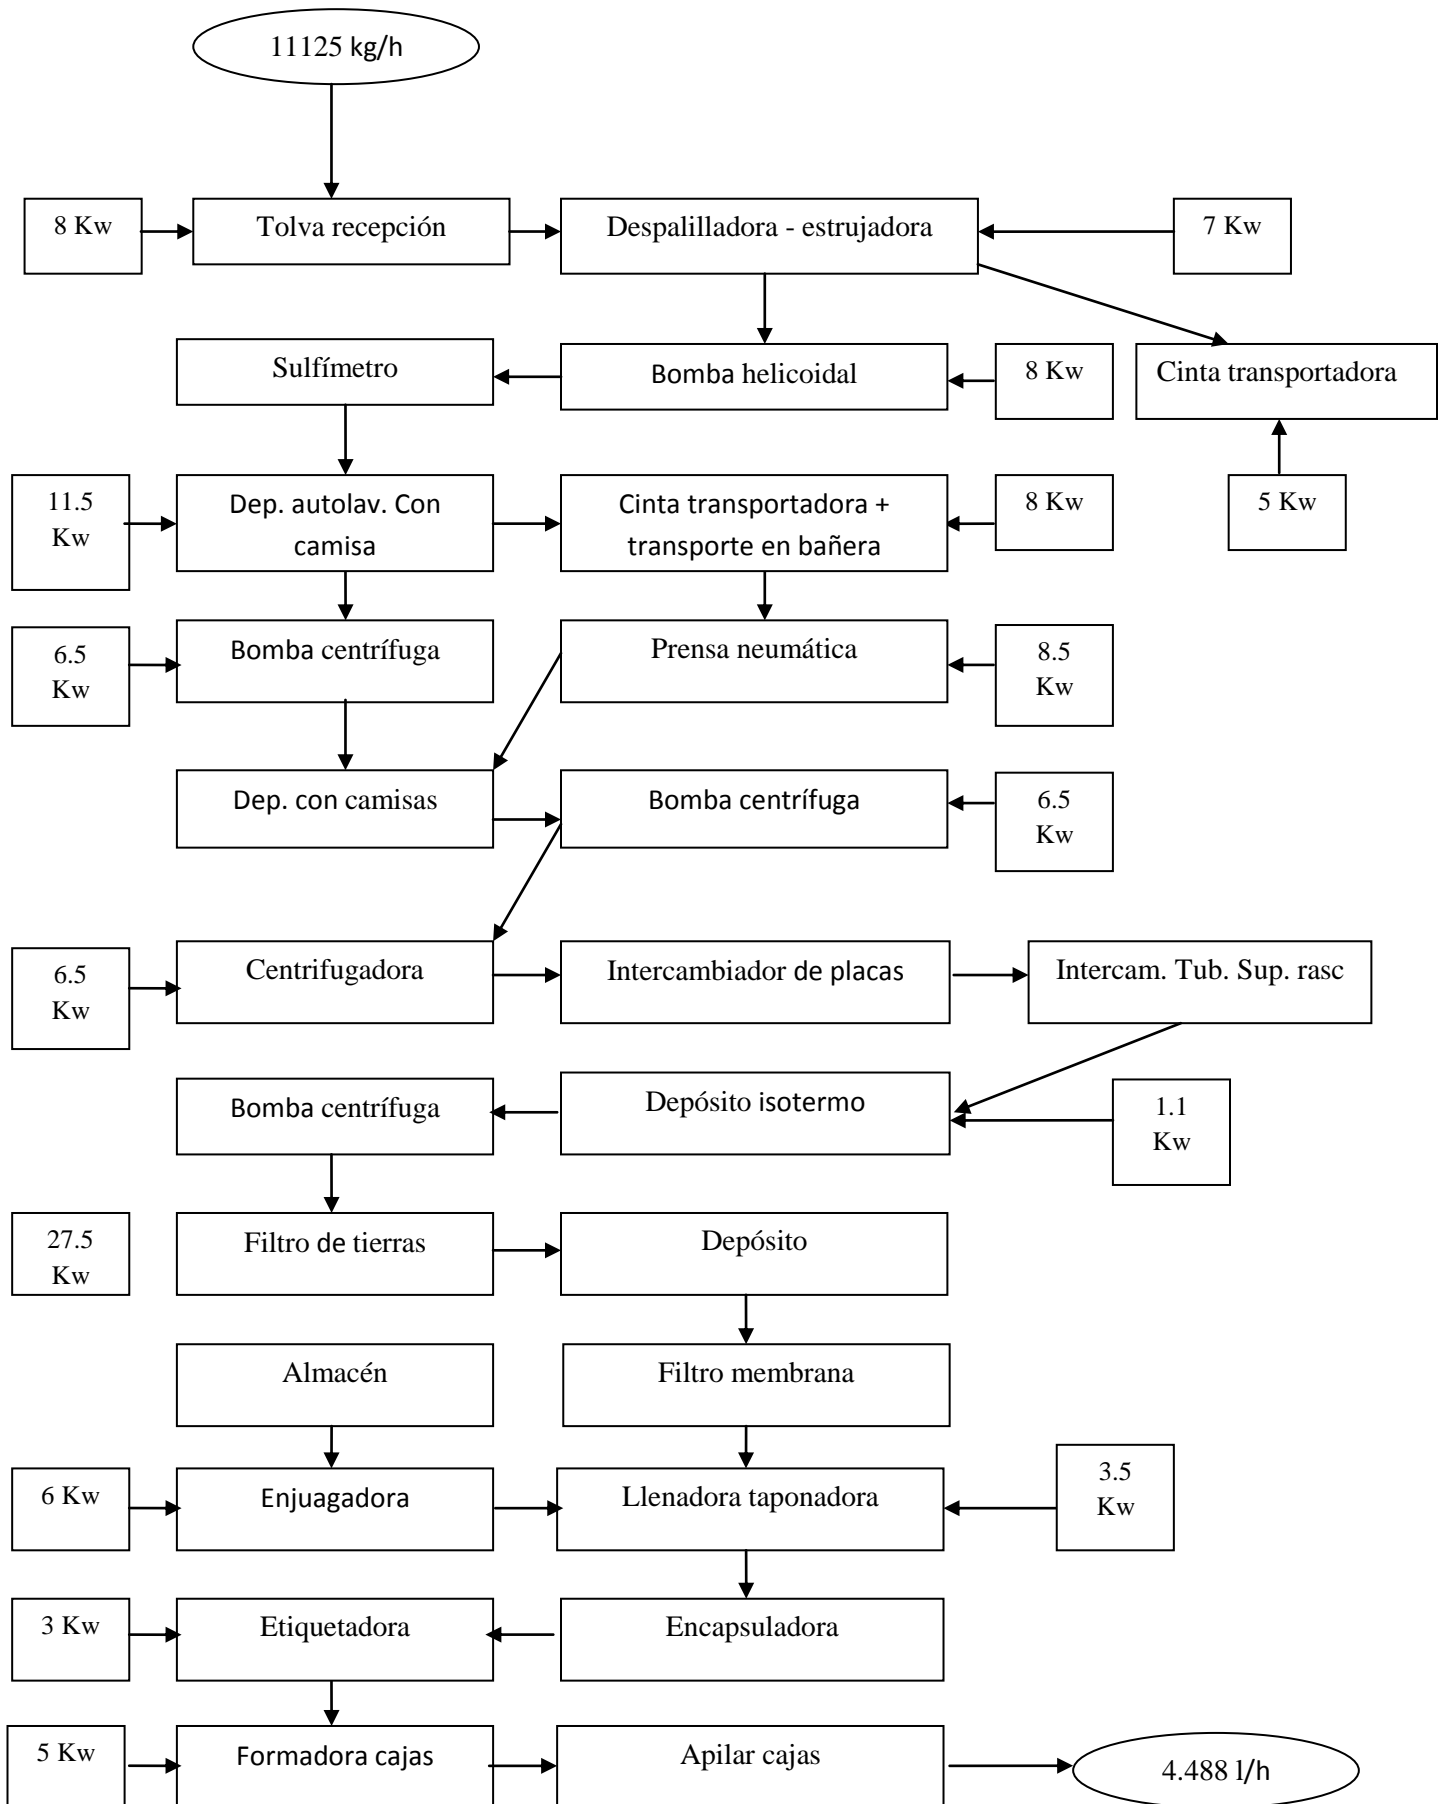 11125 kg/h
8 Kw
Tolva recepción
Despalilladora - estrujadora
7 Kw
Sulfímetro
Bomba helicoidal
8 Kw
Cinta transportadora
11.5
Kw
Dep. autolav. Con
camisa
Cinta transportadora +
transporte en bañera
8 Kw
5 Kw
6.5
Kw
Bomba centrífuga
Prensa neumática
8.5
Kw
Dep. con camisas
Bomba centrífuga
6.5
Kw
6.5
Kw
Centrifugadora
Intercambiador de placas
Intercam. Tub. Sup. rasc
Bomba centrífuga
Depósito isotermo
1.1
Kw
27.5
Kw
Filtro de tierras
Depósito
Almacén
Filtro membrana
6 Kw
Enjuagadora
Llenadora taponadora
3.5
Kw
3 Kw
Etiquetadora
Encapsuladora
5 Kw
Formadora cajas
Apilar cajas
4.488 l/h